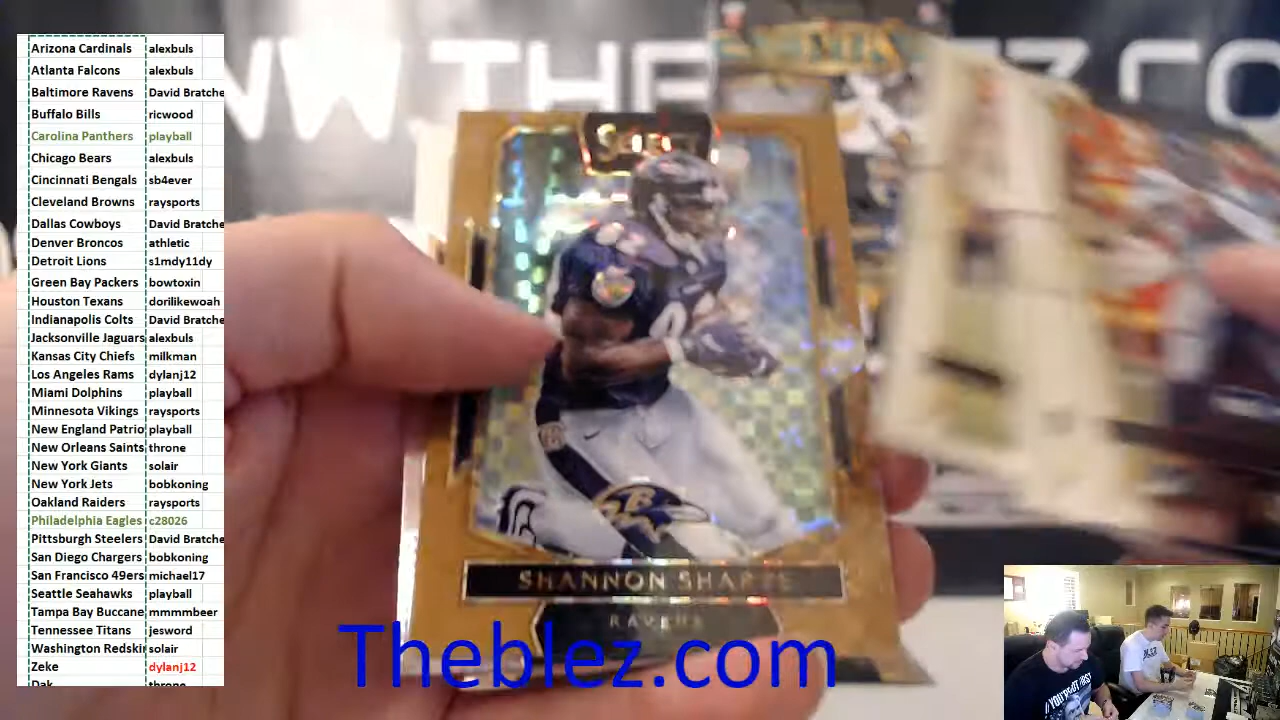 Arizona Cardinals alexbuls
Atlanta Falcons alexbuls
Baltimore Ravens David Bratche
Buffalo Bills ricwood
Carolina Panthers playball
Chicago Bears alexbuls
Cincinnati Bengals sb4ever
Cleveland Browns raysports
Dallas Cowboys David Bratche
Denver Broncos athletic
Detroit Lions s1mdy11dy
Green Bay Packers bowtoxin
Houston Texans dorilikewoah
Indianapolis Colts David Bratche
Jacksonville Jaguars alexbuls
Kansas City Chiefs milkman
Los Angeles Rams dylanj12
Miami Dolphins playball
Minnesota Vikings raysports
New England Patrio playball
New Orleans Saints throne
New York Giants solair
New York Jets bobkoning
Oakland Raiders raysports
Philadelphia Eagles c28026
Pittsburgh Steelers David Bratche
San Diego Chargers bobkoning
San Francisco 49ers michael17
Seattle Seahawks playball
Tampa Bay Buccane mmmmbeer
Tennessee Titans jesword
Washington Redskir solair
Zeke dylanj12
Dak throne
SELECT
SHANNON SHARPE
RAVENS
Theblez.com